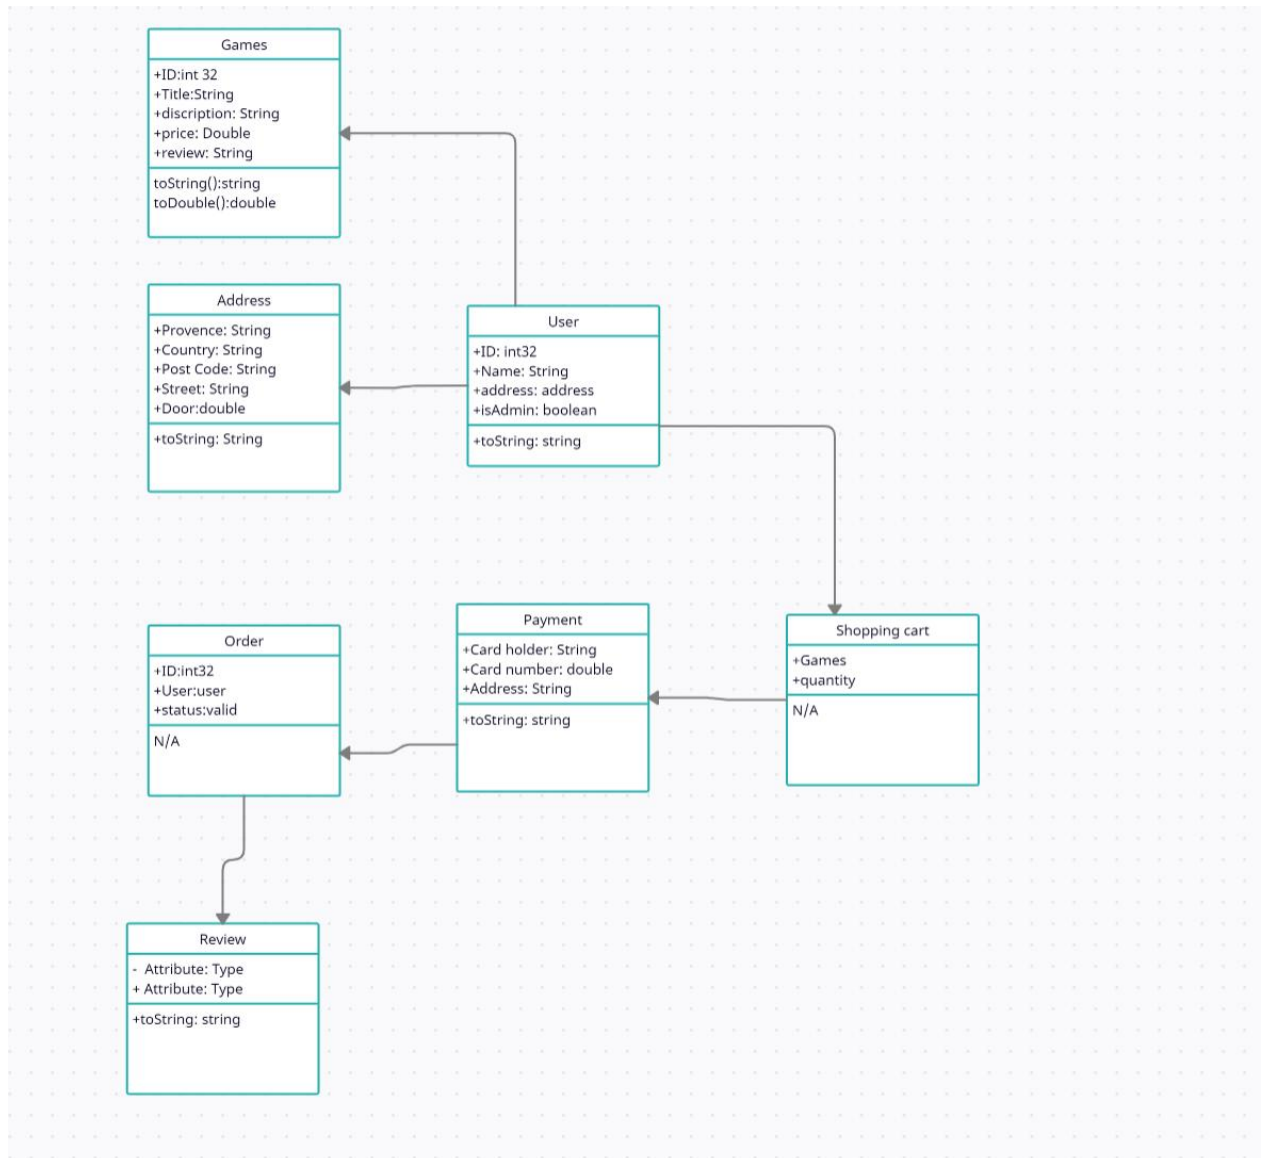 Games
+ID:int 32
+Title:String
+discription: String
+price: Double
+review: String
toString():string
toDouble():double
Address
+Provence: String
+Country: String
+Post Code: String
+Street: String
+Door:double
+toString: String
User
+ID: int32
+Name: String
+address: address
+isAdmin: boolean
+toString: string
Order
+ID:int32
+User:user
+status:valid
N/A
Payment
+Card holder: String
+Card number: double
+Address: String
+toString: string
Shopping cart
+Games
+quantity
N/A
Review
- Attribute: Type
+ Attribute: Type
+toString: string